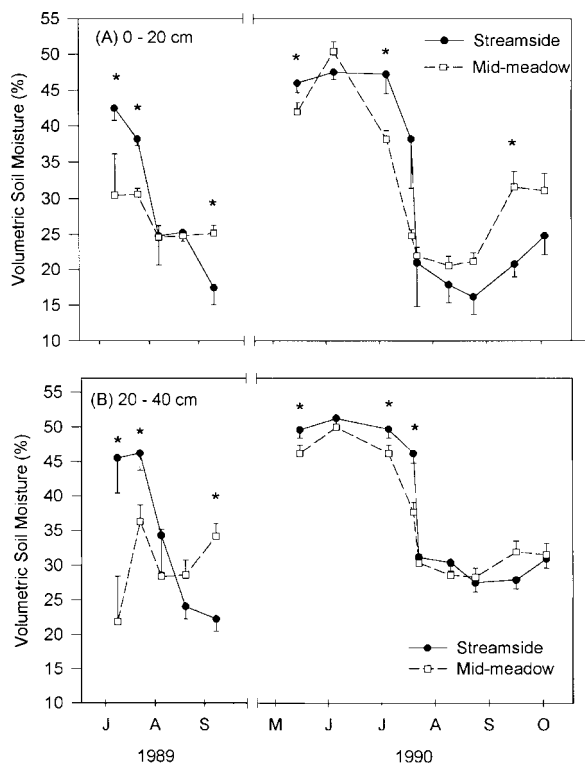 (A) 0 - 20 cm
Streamside
Mid-meadow
Volumetric Soil Moisture (%)
55
50
45
40
35
30
25
20
15
10
* * * * * *
(B) 20 - 40 cm
Streamside
Mid-meadow
Volumetric Soil Moisture (%)
55
50
45
40
35
30
25
20
15
10
* * * * * *
J A S M J J A S O
1989 1990